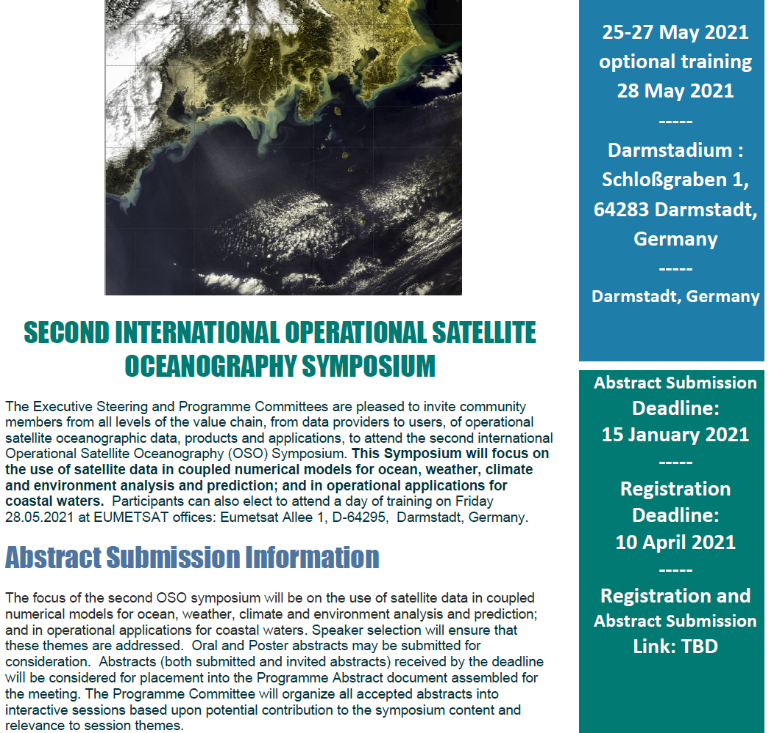 SECOND INTERNATIONAL OPERATIONAL SATELLITE
OCEANOGRAPHY SYMPOSIUM
The Executive Steering and Programme Committees are pleased to invite community
members from all levels of the value chain, from data providers to users, of operational
satellite oceanographic data, products and applications, to attend the second international
Operational Satellite Oceanography (OSO) Symposium. This Symposium will focus on
the use of satellite data in coupled numerical models for ocean, weather, climate
and environment analysis and prediction; and in operational applications for
coastal waters. Participants can also elect to attend a day of training on Friday
28.05.2021 at EUMETSAT offices: Eumetsat Allee 1, D-64295, Darmstadt, Germany.
Abstract Submission Information
The focus of the second OSO symposium will be on the use of satellite data in coupled
numerical models for ocean, weather, climate and environment analysis and prediction;
and in operational applications for coastal waters. Speaker selection will ensure that
these themes are addressed. Oral and Poster abstracts may be submitted for
consideration. Abstracts (both submitted and invited abstracts) received by the deadline
will be considered for placement into the Programme Abstract document assembled for
the meeting. The Programme Committee will organize all accepted abstracts into
interactive sessions based upon potential contribution to the symposium content and
relevance to session themes.
25-27 May 2021
optional training
28 May 2021
-----
Darmstadium :
Schloßgraben 1,
64283 Darmstadt,
Germany
-----
Darmstadt, Germany
Abstract Submission
Deadline:
15 January 2021
-----
Registration
Deadline:
10 April 2021
-----
Registration and
Abstract Submission
Link: TBD